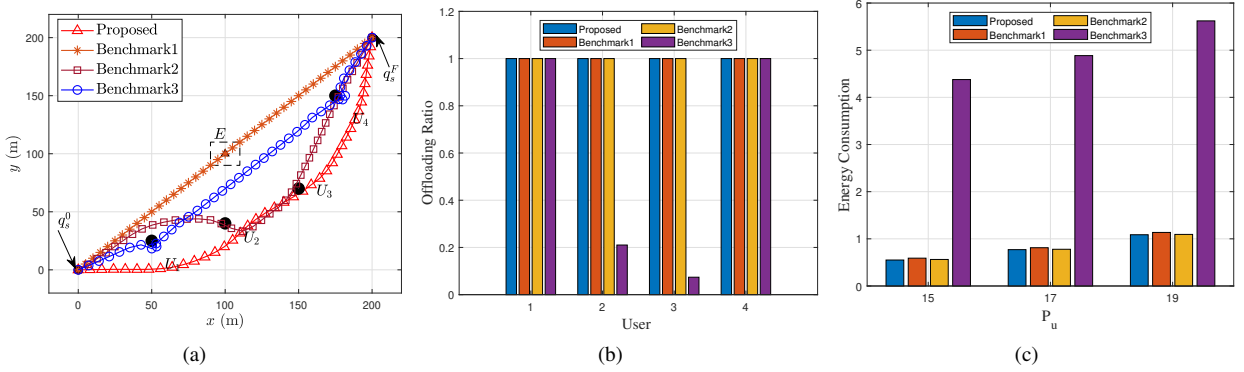 Proposed
Benchmark1
Benchmark2
Benchmark3
q_s^F
q_s^0
E
U_2
U_3
U_4
y (m)
200
150
100
50
0
0
50
100
150
200
x (m)
(a)
Proposed
Benchmark1
Benchmark2
Benchmark3
Offloading Ratio
1.2
1
0.8
0.6
0.4
0.2
0
1
2
3
4
User
(b)
Proposed
Benchmark1
Benchmark2
Benchmark3
Energy Consumption
6
5
4
3
2
1
0
15
17
19
P_u
(c)